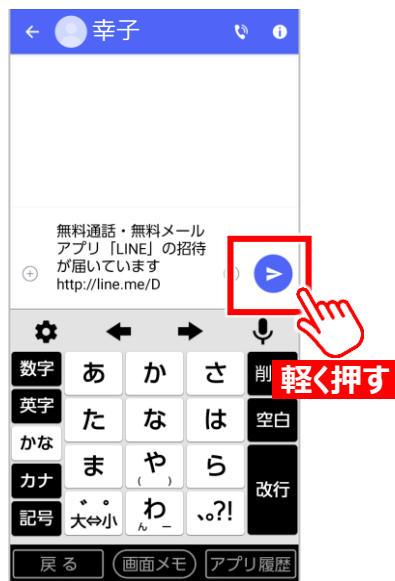 幸子
無料通話・無料メー
ルアプリ「LINE」の招待
が届いています
http://line.me/D
数字 あ か さ 削
軽く押す
英字 た な は 空白
かな
カナ ま や ( ) ら 改行
記号 ゛゜大⇔小 わ ん ー 、。?!
戻る 画面メモ アプリ履歴